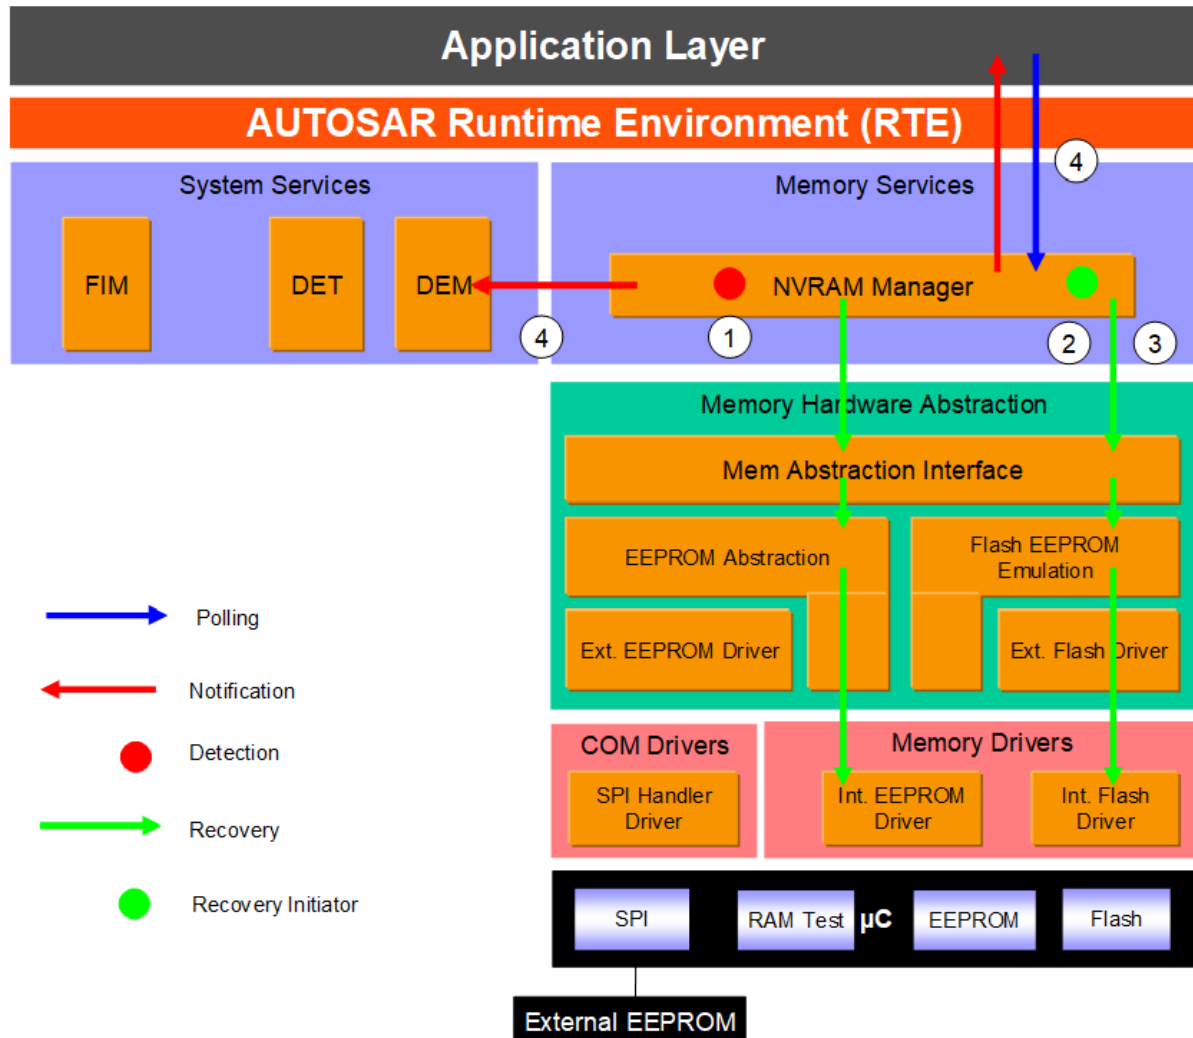 Application Layer
AUTOSAR Runtime Environment (RTE)
System Services
Memory Services
4
FIM
DET
DEM
NVRAM Manager
4
1
2
3
Memory Hardware Abstraction
Mem Abstraction Interface
EEPROM Abstraction
Flash EEPROM
Emulation
Ext. EEPROM Driver
Ext. Flash Driver
Polling
Notification
Detection
Recovery
Recovery Initiator
COM Drivers
Memory Drivers
SPI Handler
Driver
Int. EEPROM
Driver
Int. Flash
Driver
SPI
RAM Test
µC
EEPROM
Flash
External EEPROM